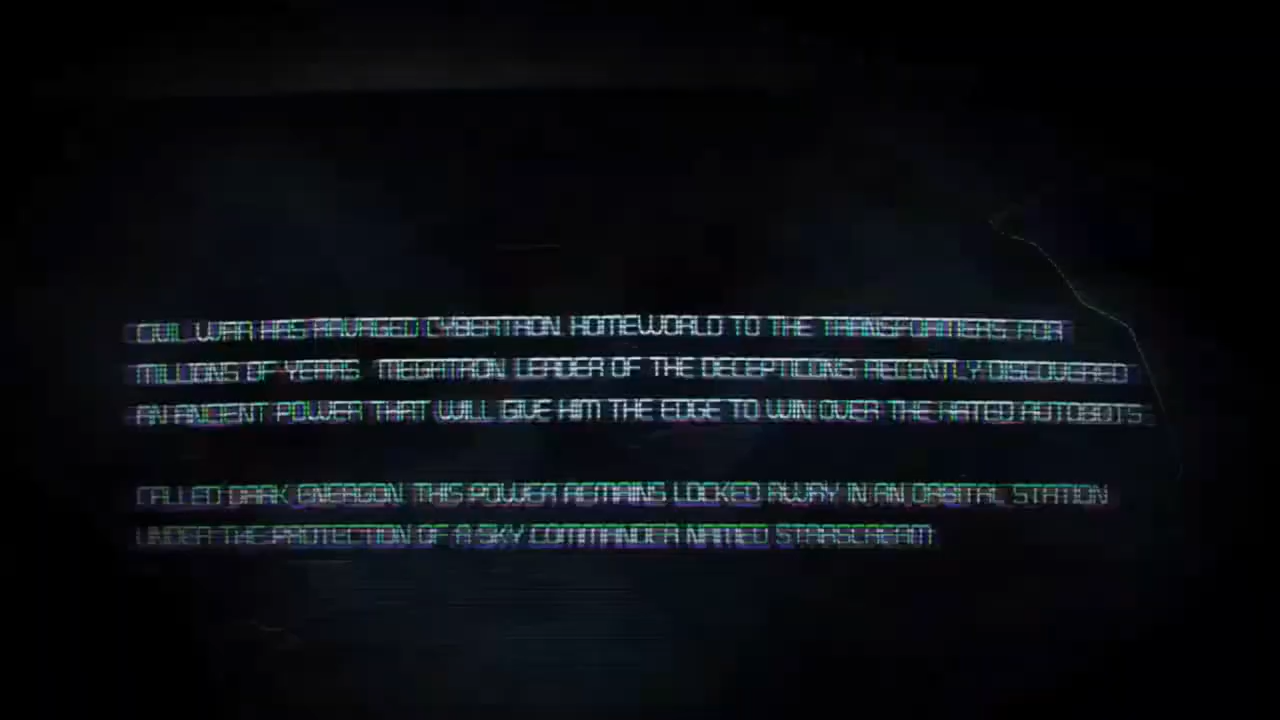 CIVIL WAR HAS RAVAGED CYBERTRON, HOMEWORLD TO THE TRANSFORMERS, FOR
MILLIONS OF YEARS. MEGATRON, LEADER OF THE DECEPTICONS, RECENTLY DISCOVERED
AN ANCIENT POWER THAT WILL GIVE HIM THE EDGE TO WIN OVER THE HATED AUTOBOTS.
CALLED DARK ENERGON, THIS POWER REMAINS LOCKED AWAY IN AN ORBITAL STATION
UNDER THE PROTECTION OF A SKY COMMANDER NAMED STARSCREAM.